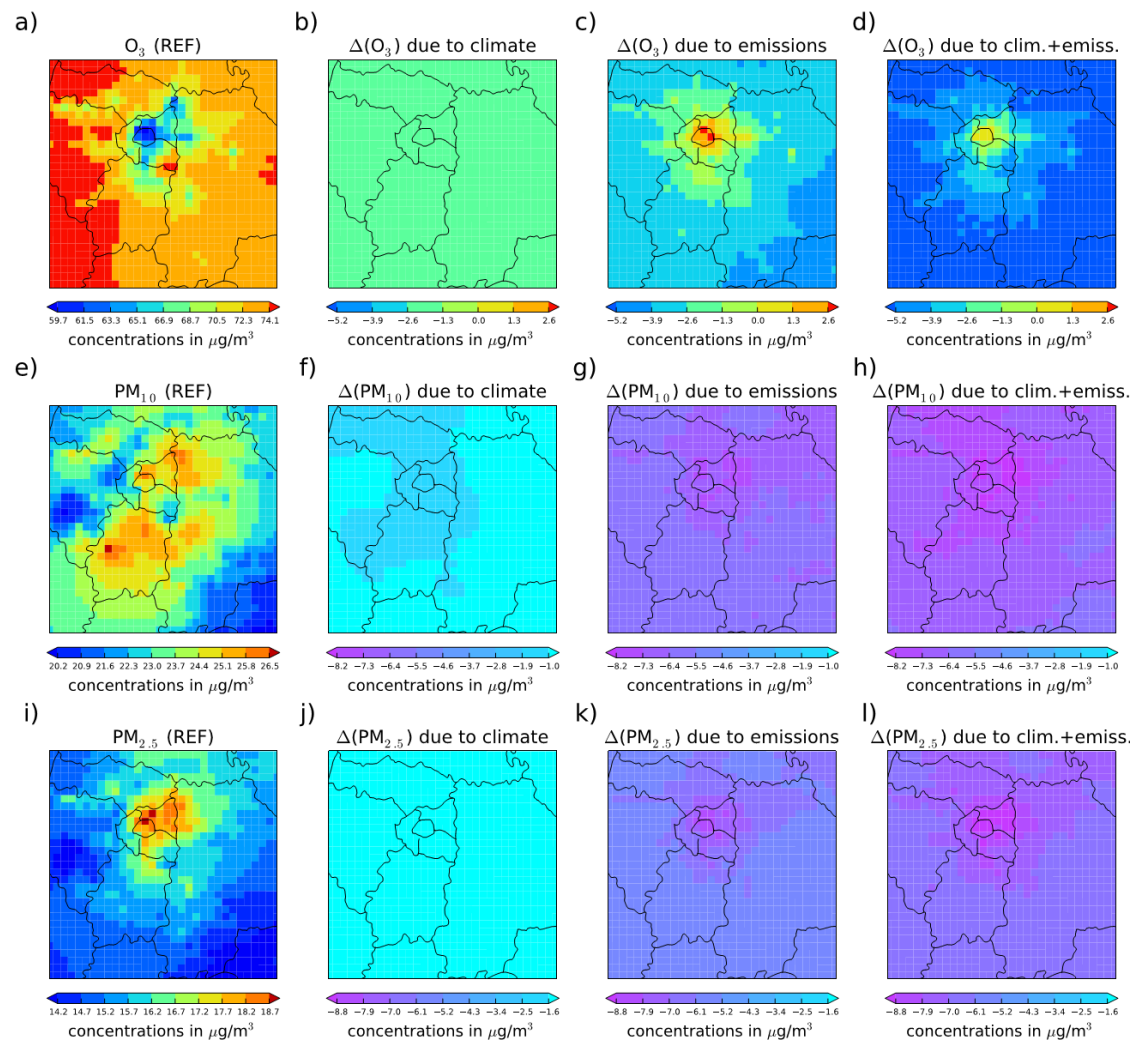 a) b) c) d)
O₃ (REF) Δ(O₃) due to climate Δ(O₃) due to emissions Δ(O₃) due to clim.+emiss.
59.7 61.5 63.3 65.1 66.9 68.7 70.5 72.3 74.1 −5.2 −3.9 −2.6 −1.3 0.0 1.3 2.6 −5.2 −3.9 −2.6 −1.3 0.0 1.3 2.6 −5.2 −3.9 −2.6 −1.3 0.0 1.3 2.6
concentrations in μg/m³ concentrations in μg/m³ concentrations in μg/m³ concentrations in μg/m³
e) f) g) h)
PM₁₀ (REF) Δ(PM₁₀) due to climate Δ(PM₁₀) due to emissions Δ(PM₁₀) due to clim.+emiss.
20.2 20.9 21.6 22.3 23.0 23.7 24.4 25.1 25.8 26.5 −8.2 −7.3 −6.4 −5.5 −4.6 −3.7 −2.8 −1.9 −1.0 −8.2 −7.3 −6.4 −5.5 −4.6 −3.7 −2.8 −1.9 −1.0 −8.2 −7.3 −6.4 −5.5 −4.6 −3.7 −2.8 −1.9 −1.0
concentrations in μg/m³ concentrations in μg/m³ concentrations in μg/m³ concentrations in μg/m³
i) j) k) l)
PM₂.₅ (REF) Δ(PM₂.₅) due to climate Δ(PM₂.₅) due to emissions Δ(PM₂.₅) due to clim.+emiss.
14.2 14.7 15.2 15.7 16.2 16.7 17.2 17.7 18.2 18.7 −8.8 −7.9 −7.0 −6.1 −5.2 −4.3 −3.4 −2.5 −1.6 −8.8 −7.9 −7.0 −6.1 −5.2 −4.3 −3.4 −2.5 −1.6 −8.8 −7.9 −7.0 −6.1 −5.2 −4.3 −3.4 −2.5 −1.6
concentrations in μg/m³ concentrations in μg/m³ concentrations in μg/m³ concentrations in μg/m³